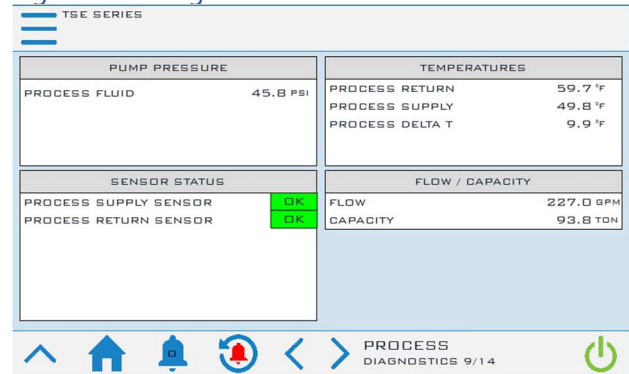 TSE SERIES
PUMP PRESSURE
PROCESS FLUID 45.8 PSI
TEMPERATURES
PROCESS RETURN 59.7 °F
PROCESS SUPPLY 49.8 °F
PROCESS DELTA T 9.9 °F
SENSOR STATUS
PROCESS SUPPLY SENSOR OK
PROCESS RETURN SENSOR OK
FLOW / CAPACITY
FLOW 227.0 GPM
CAPACITY 93.8 TON
0
PROCESS
DIAGNOSTICS 9/14